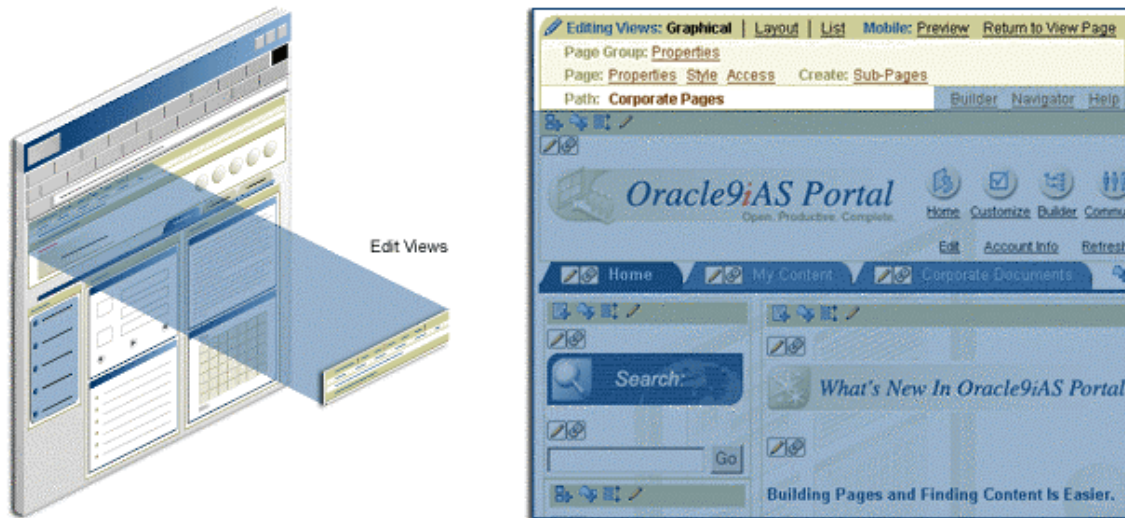 Edit Views
Editing Views: Graphical | Layout | List Mobile: Preview Return to View Page
Page Group: Properties
Page: Properties Style Access Create: Sub-Pages
Path: Corporate Pages Builder Navigator Help
Oracle9iAS Portal
Open. Productive. Complete.
Home Customize Builder Commu
Edit Account Info Refresh
Home My Content Corporate Documents
Search:
What's New In Oracle9iAS Portal
Go
Building Pages and Finding Content Is Easier.